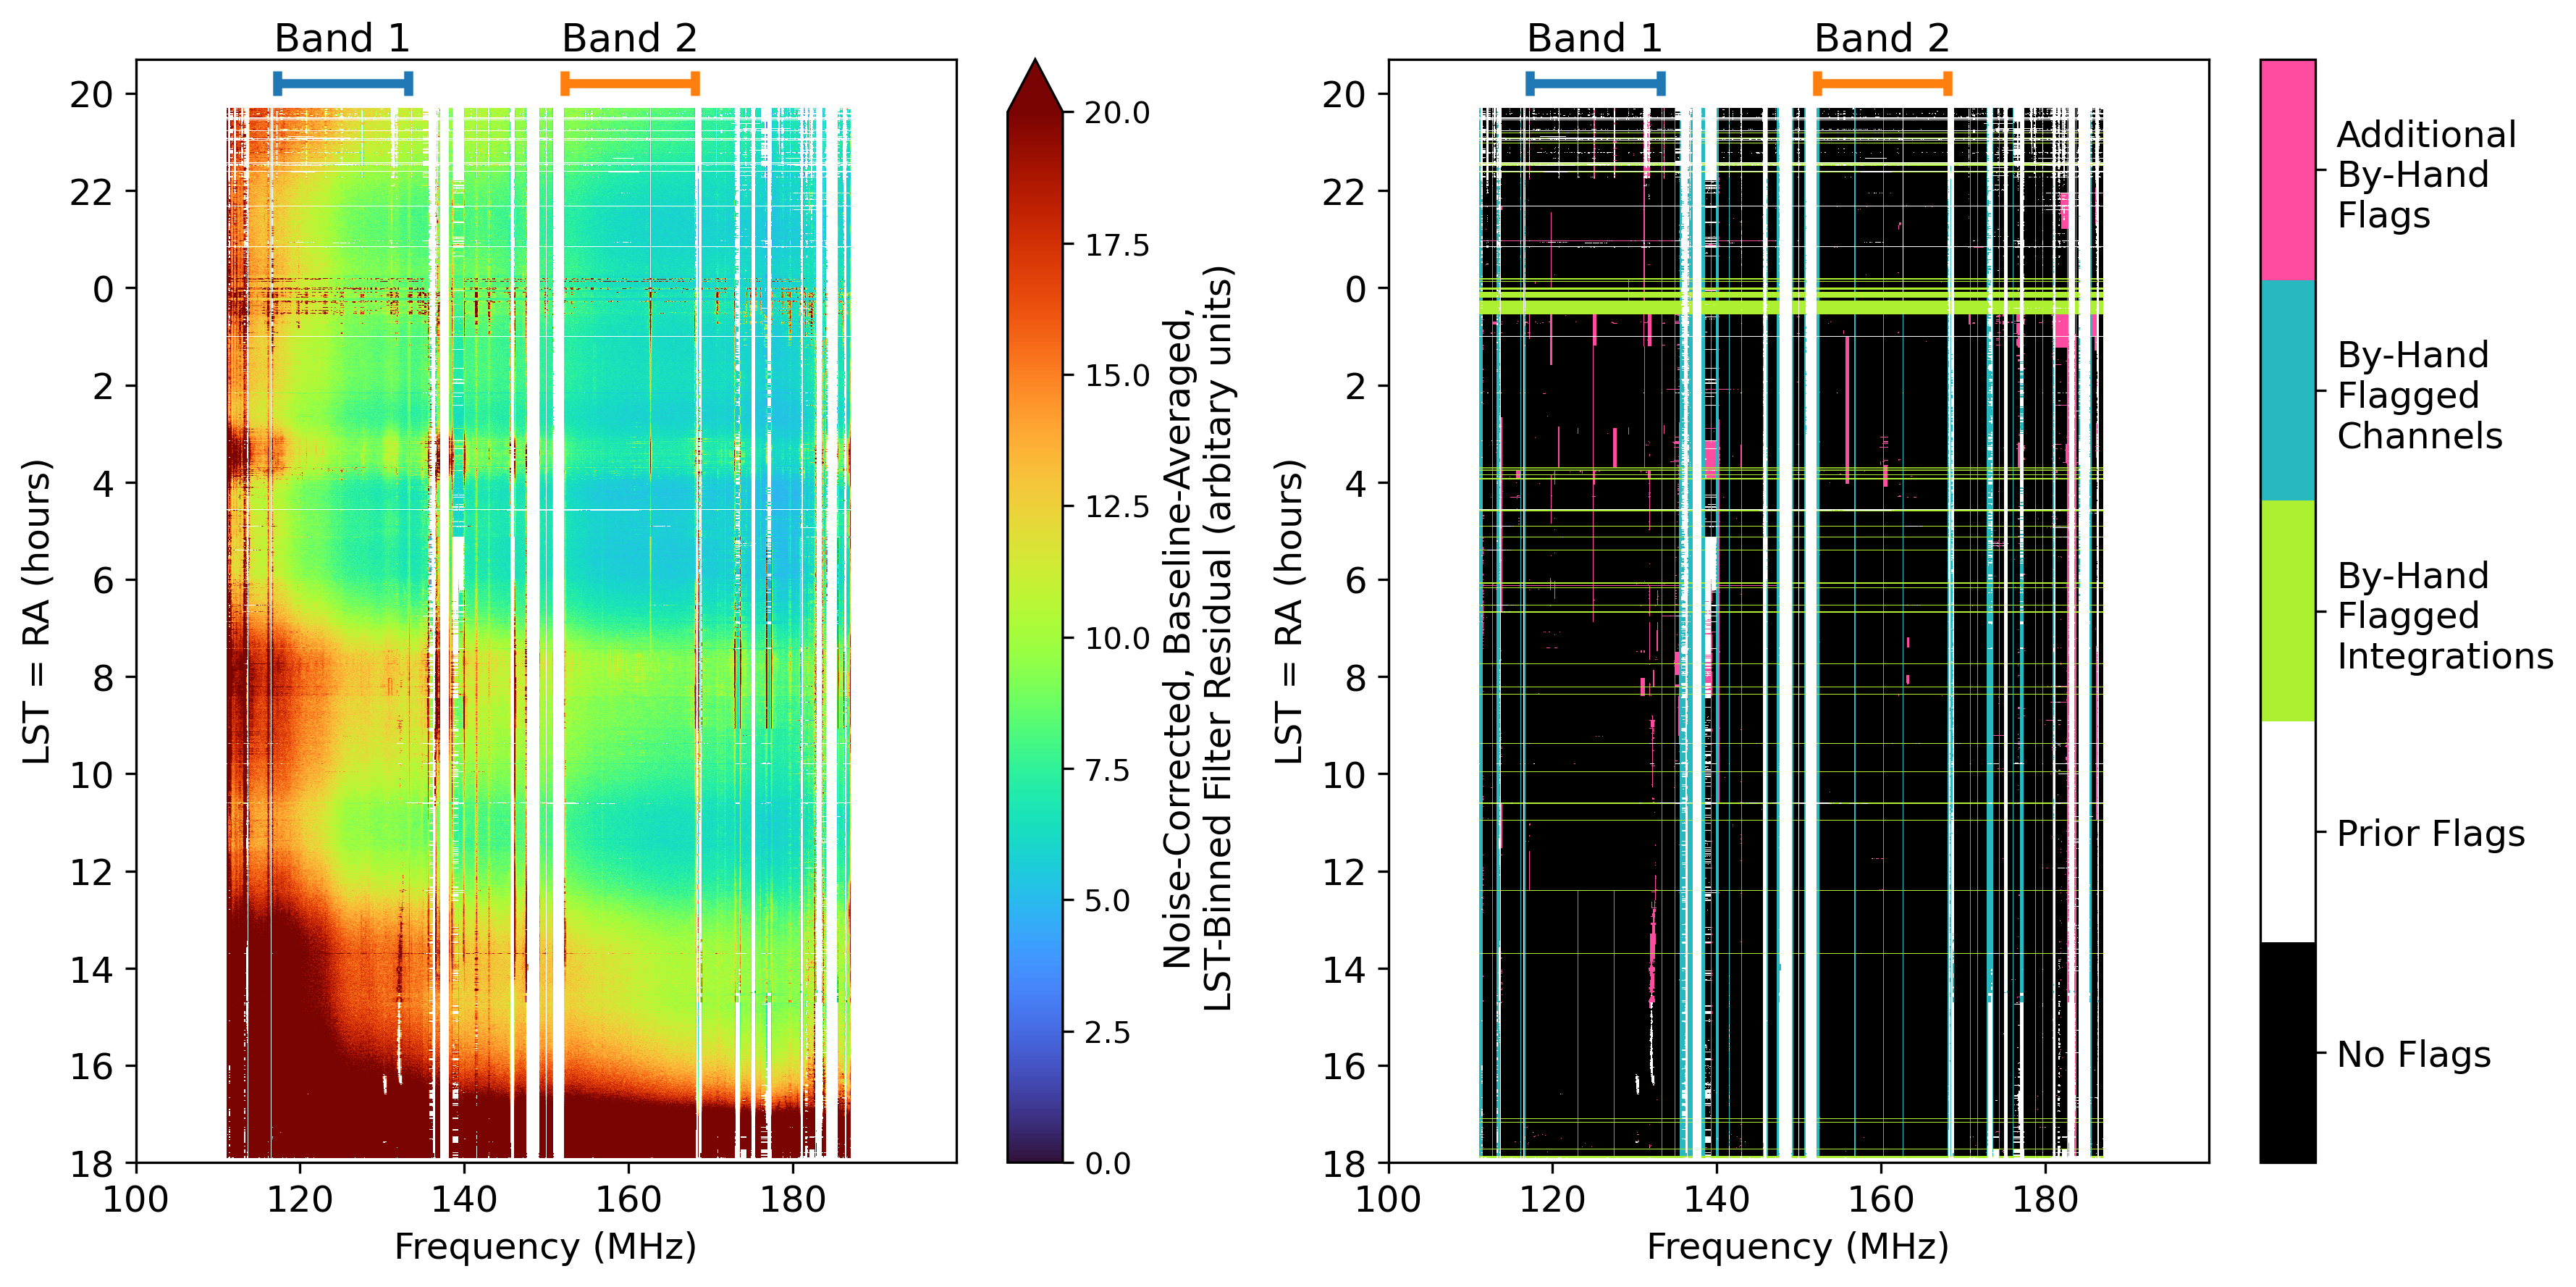 Band 1
Band 2
20
22
0
2
4
6
8
10
12
14
16
18
LST = RA (hours)
100
120
140
160
180
Frequency (MHz)
20.0
17.5
15.0
12.5
10.0
7.5
5.0
2.5
0.0
Noise-Corrected, Baseline-Averaged,
LST-Binned Filter Residual (arbitary units)
Band 1
Band 2
20
22
0
2
4
6
8
10
12
14
16
18
LST = RA (hours)
100
120
140
160
180
Frequency (MHz)
Additional
By-Hand
Flags
By-Hand
Flagged
Channels
By-Hand
Flagged
Integrations
Prior Flags
No Flags